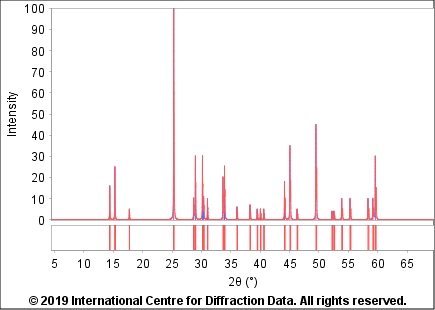 100
90
80
70
60
50
40
30
20
10
0
Intensity
5 10 15 20 25 30 35 40 45 50 55 60 65
2θ (°)
© 2019 International Centre for Diffraction Data. All rights reserved.